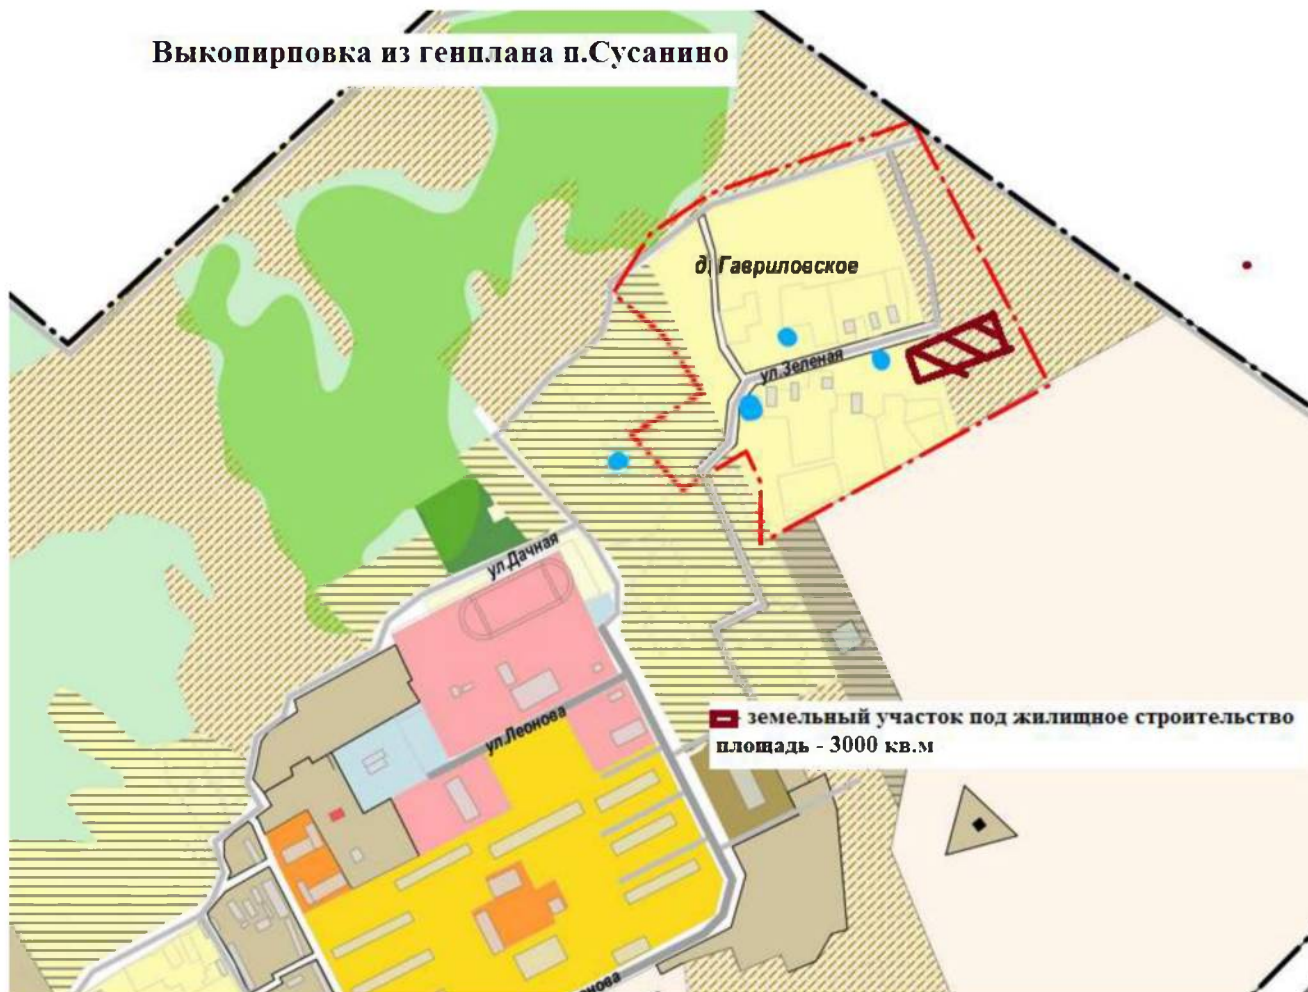 Выкопирповка из генплана п.Сусанино
д. Гавриловское
ул.Зеленая
ул.Дачная
ул.Леонова
земельный участок под жилищное строительство
площадь - 3000 кв.м